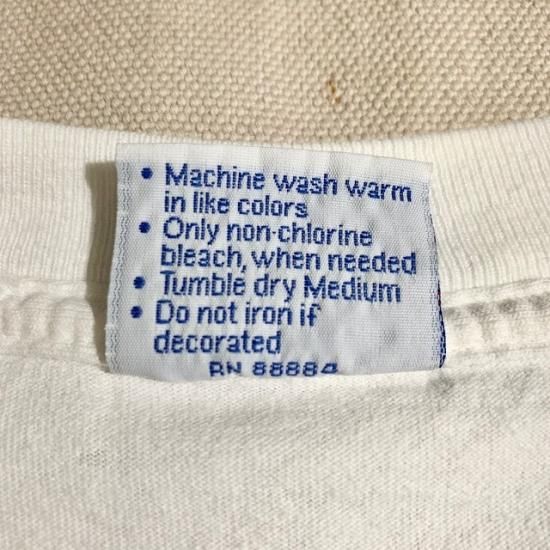 • Machine wash warm
in like colors
• Only non-chlorine
bleach, when needed
• Tumble dry Medium
• Do not iron if
decorated
RN 88884